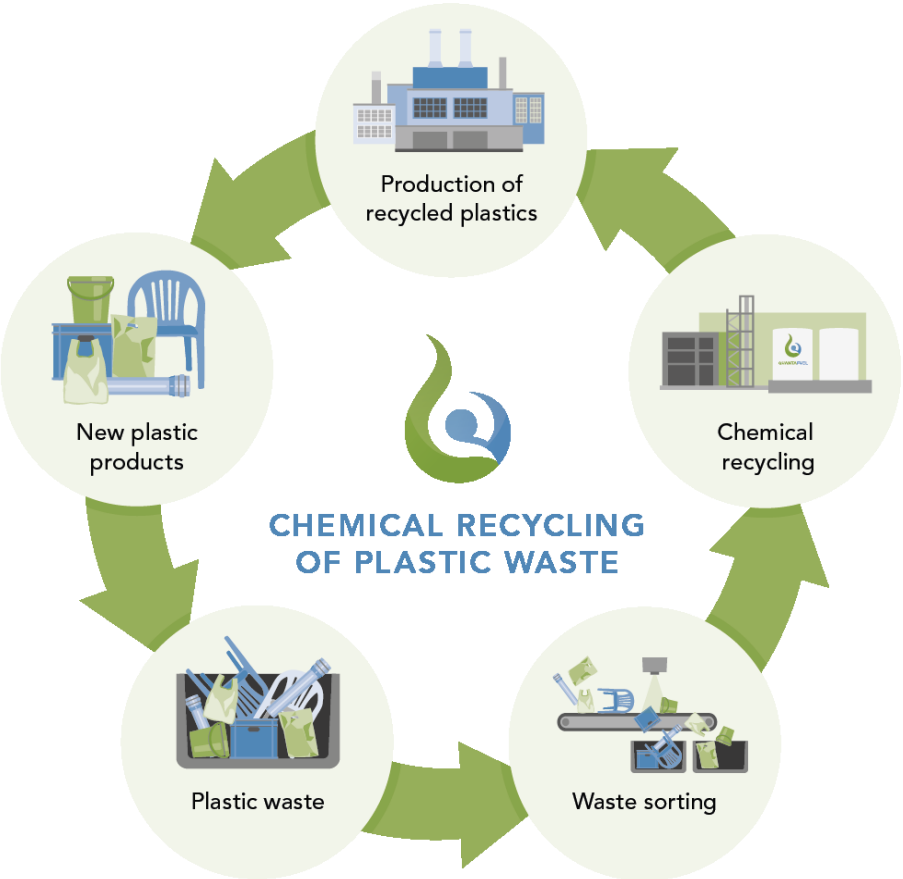 Production of
recycled plastics
New plastic
products
Chemical
recycling
CHEMICAL RECYCLING
OF PLASTIC WASTE
Plastic waste
Waste sorting